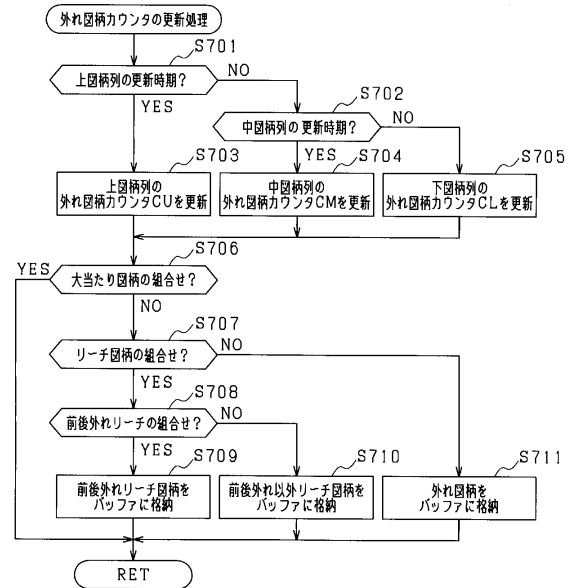 外れ図柄カウンタの更新処理
S701
上図柄列の更新時期?
NO
YES
S702
中図柄列の更新時期?
NO
YES
S703
上図柄列の
外れ図柄カウンタCUを更新
S704
中図柄列の
外れ図柄カウンタCMを更新
S705
下図柄列の
外れ図柄カウンタCLを更新
S706
YES
大当たり図柄の組合せ?
NO
S707
リーチ図柄の組合せ?
NO
YES
S708
前後外れリーチの組合せ?
NO
YES
S709
前後外れリーチ図柄を
バッファに格納
S710
前後外れ以外リーチ図柄を
バッファに格納
S711
外れ図柄を
バッファに格納
RET